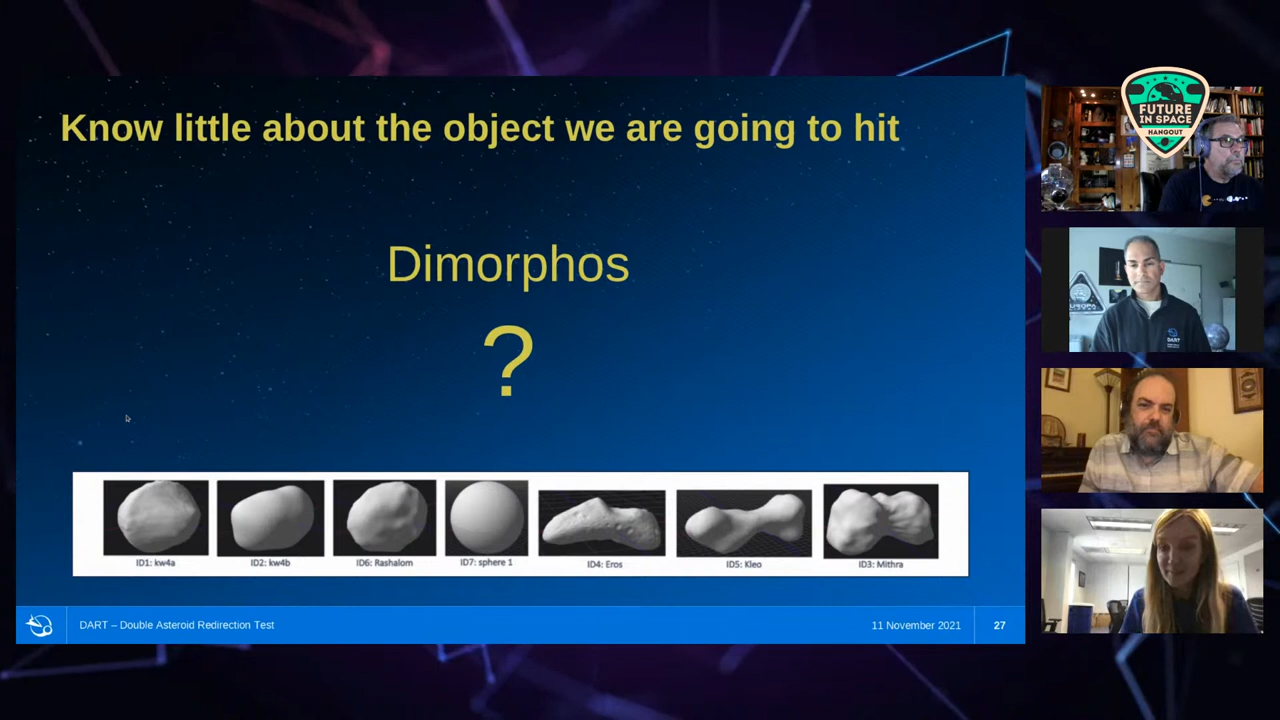 Know little about the object we are going to hit
Dimorphos
?
ID1: kw4a
ID2: kw4b
ID6: Rashalom
ID7: sphere 1
ID4: Eros
ID5: Kleo
ID3: Mithra
DART – Double Asteroid Redirection Test
11 November 2021
27
FUTURE
IN SPACE
HANGOUT
DART